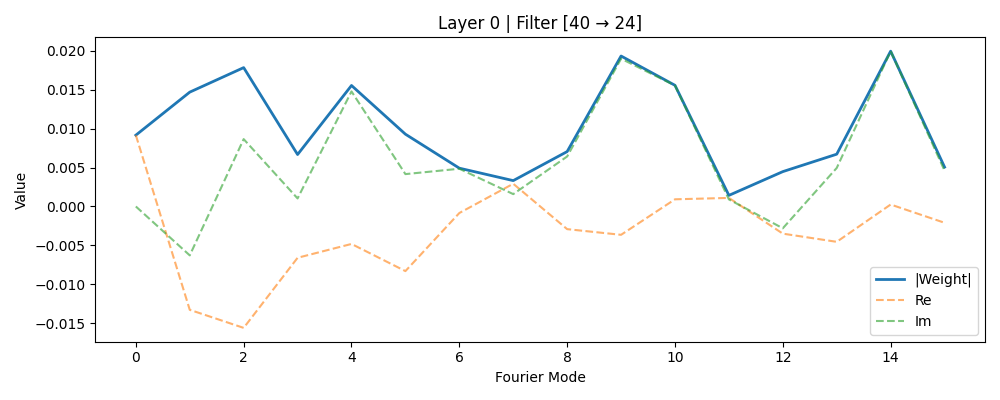 Layer 0 | Filter [40 → 24]
0.020
0.015
0.010
0.005
0.000
−0.005
−0.010
−0.015
Value
0 2 4 6 8 10 12 14
Fourier Mode
|Weight|
Re
Im